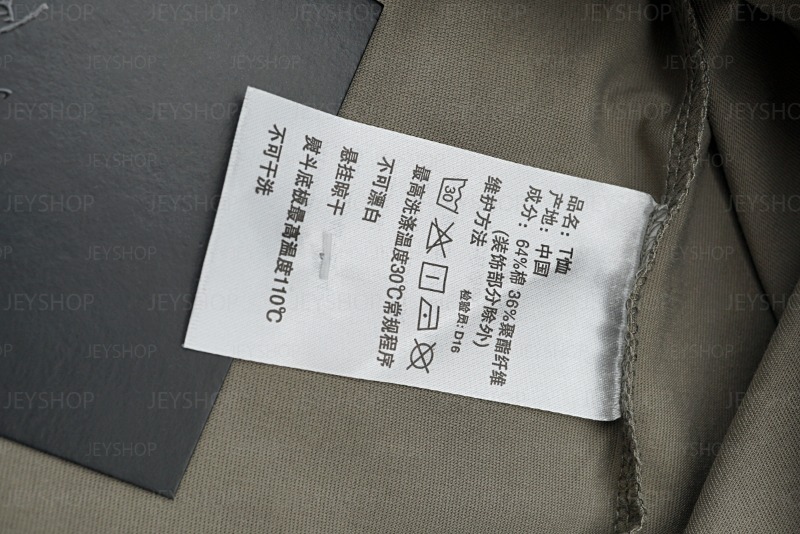 品名: T恤
产地: 中国
成分: 64%棉 36%聚酯纤维
(装饰部分除外)
维护方法
检验员: D16
30
最高洗涤温度30℃常规程序
不可漂白
悬挂晾干
熨斗底板最高温度110℃
不可干洗
JEYSHOP